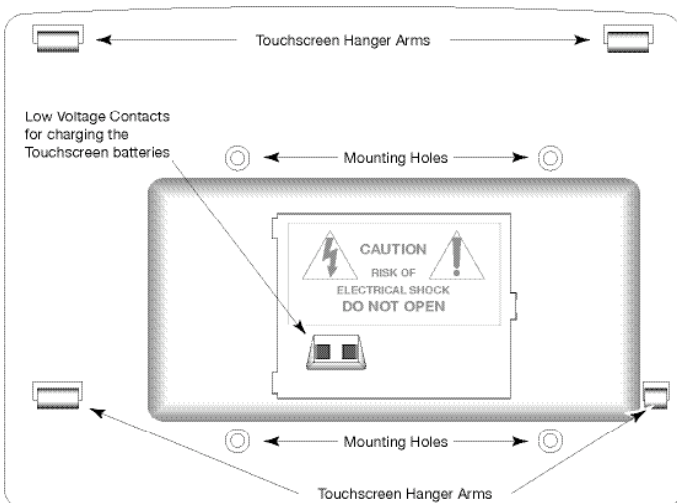 Touchscreen Hanger Arms
Low Voltage Contacts
for charging the
Touchscreen batteries
Mounting Holes
CAUTION
RISK OF
ELECTRICAL SHOCK
DO NOT OPEN
Mounting Holes
Touchscreen Hanger Arms